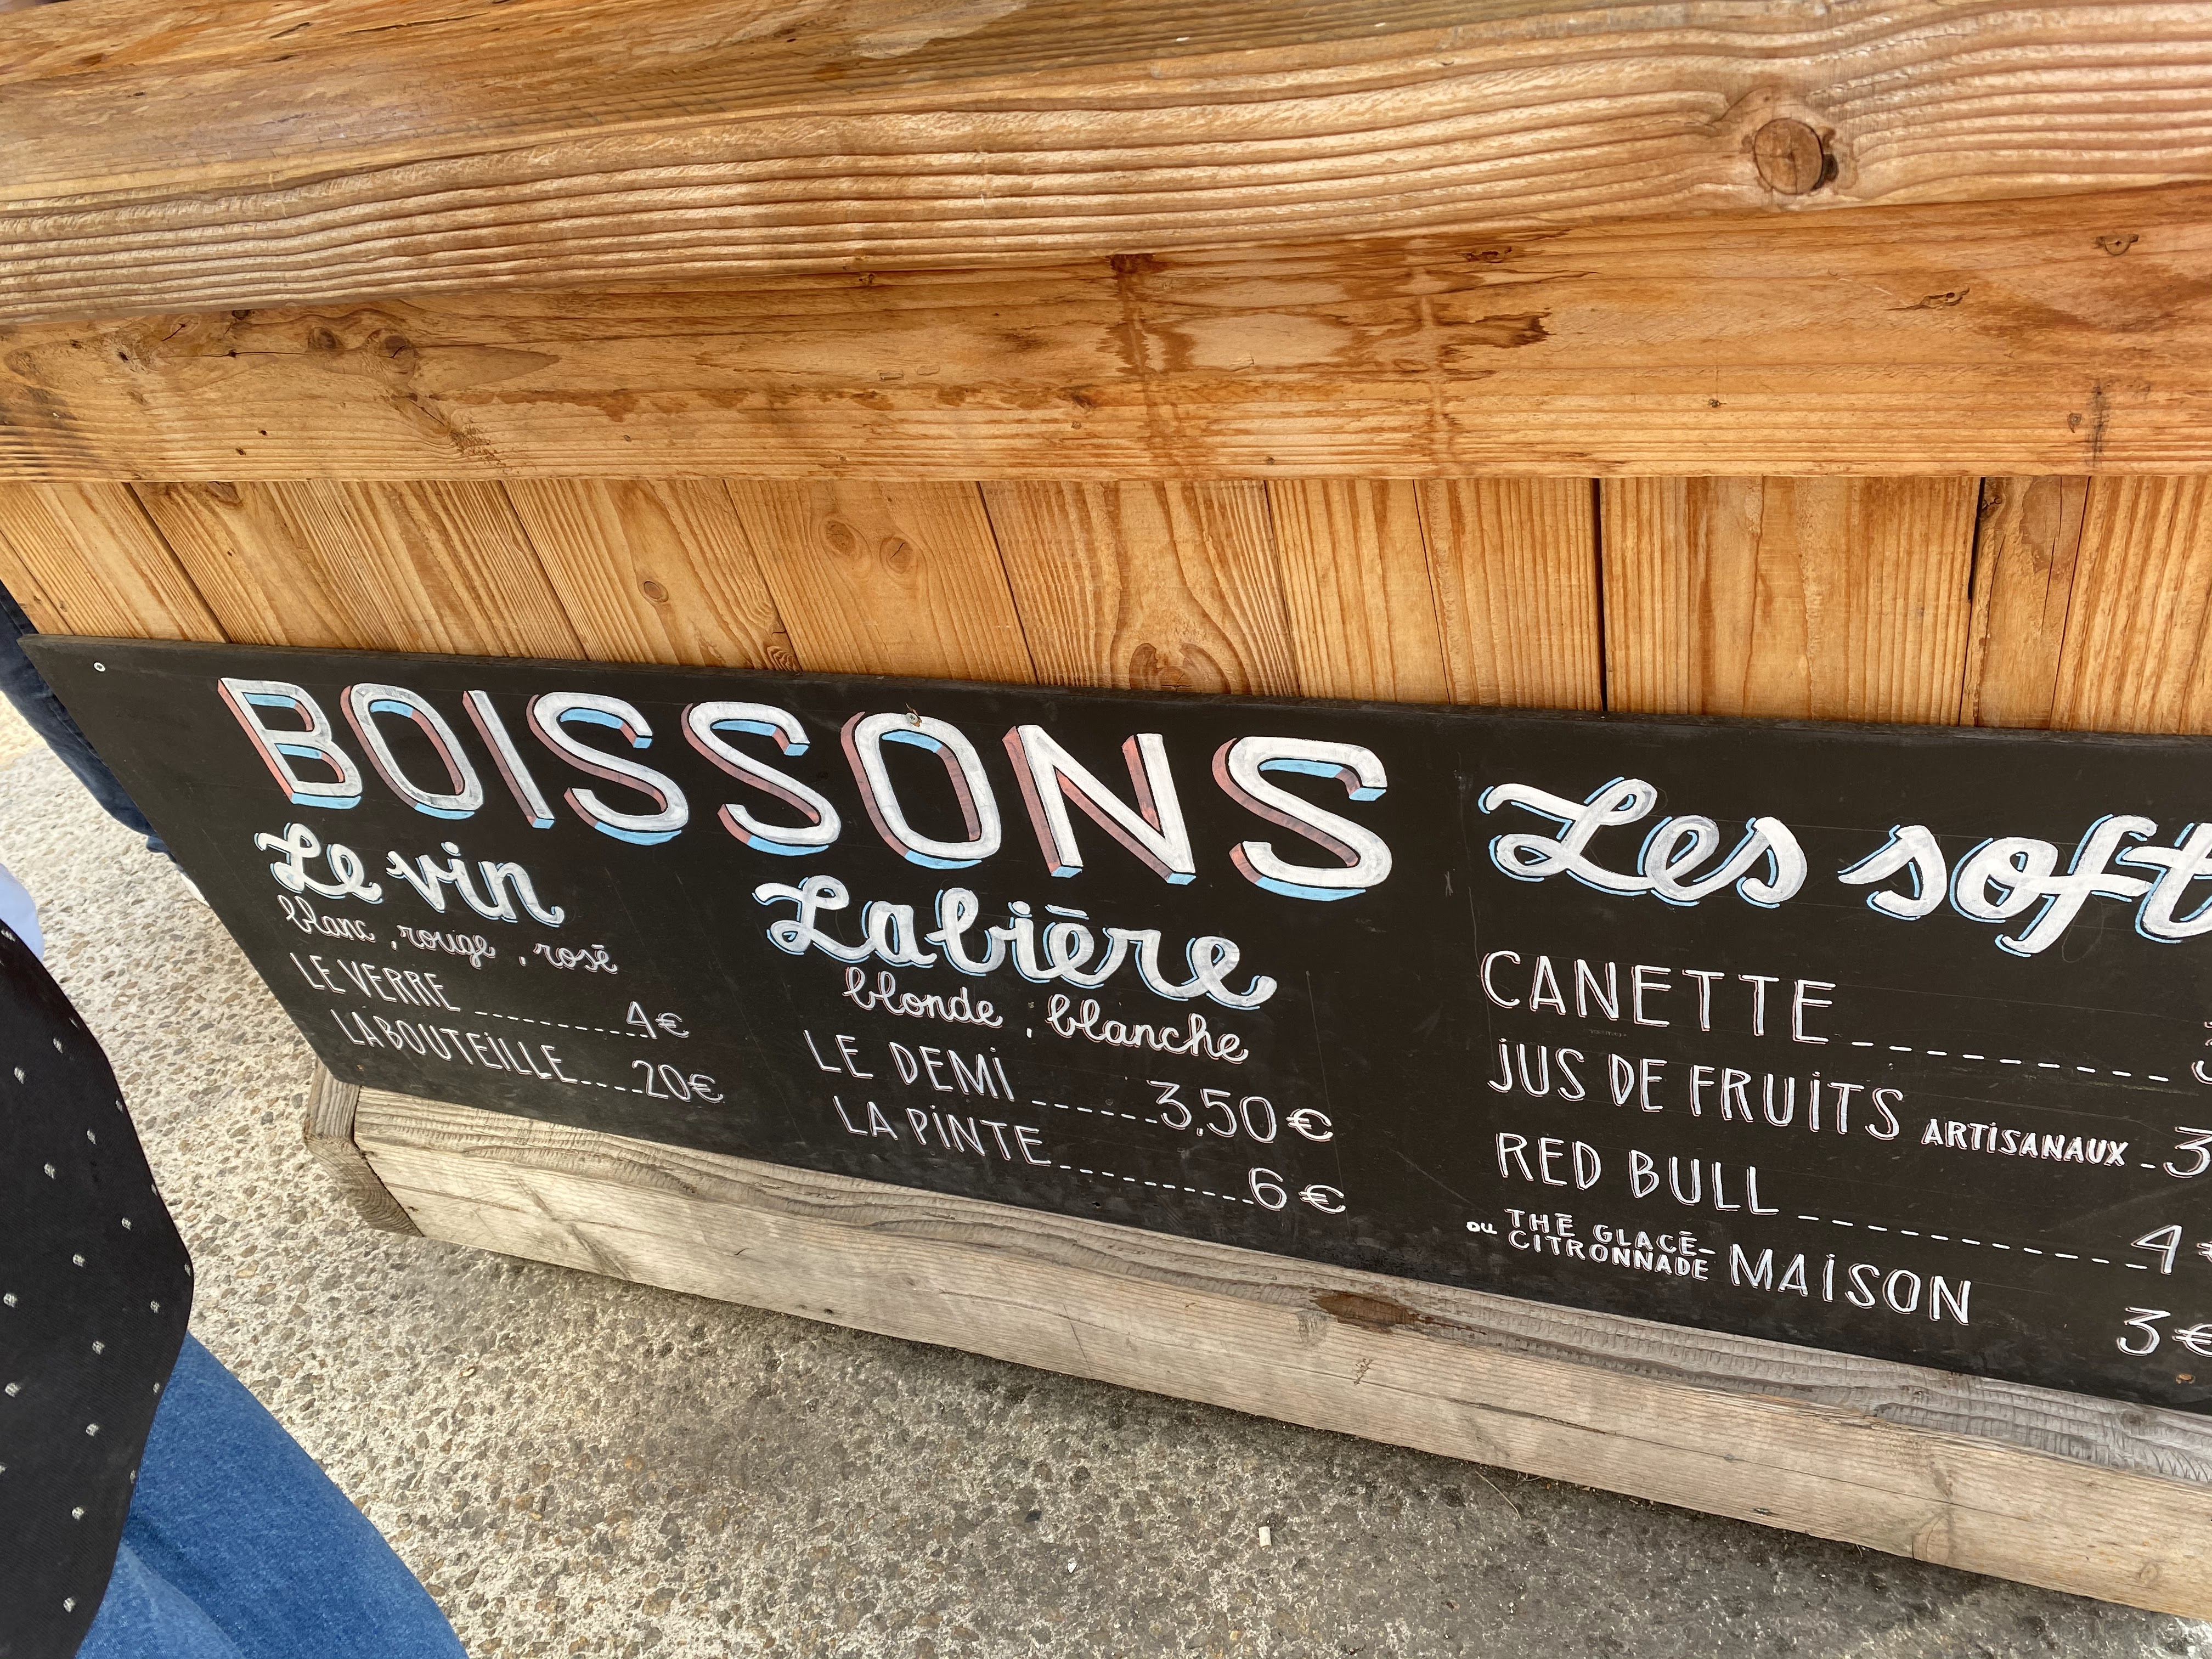 BOISSONS
Le vin
blanc, rouge, rosé
LE VERRE 4€
LA BOUTEILLE 20€
La bière
blonde, blanche
LE DEMI 3,50€
LA PINTE 6€
Les soft
CANETTE
JUS DE FRUITS ARTISANAUX 3
RED BULL 4€
OU THÉ GLACÉ-
CITRONNADE MAISON
3€